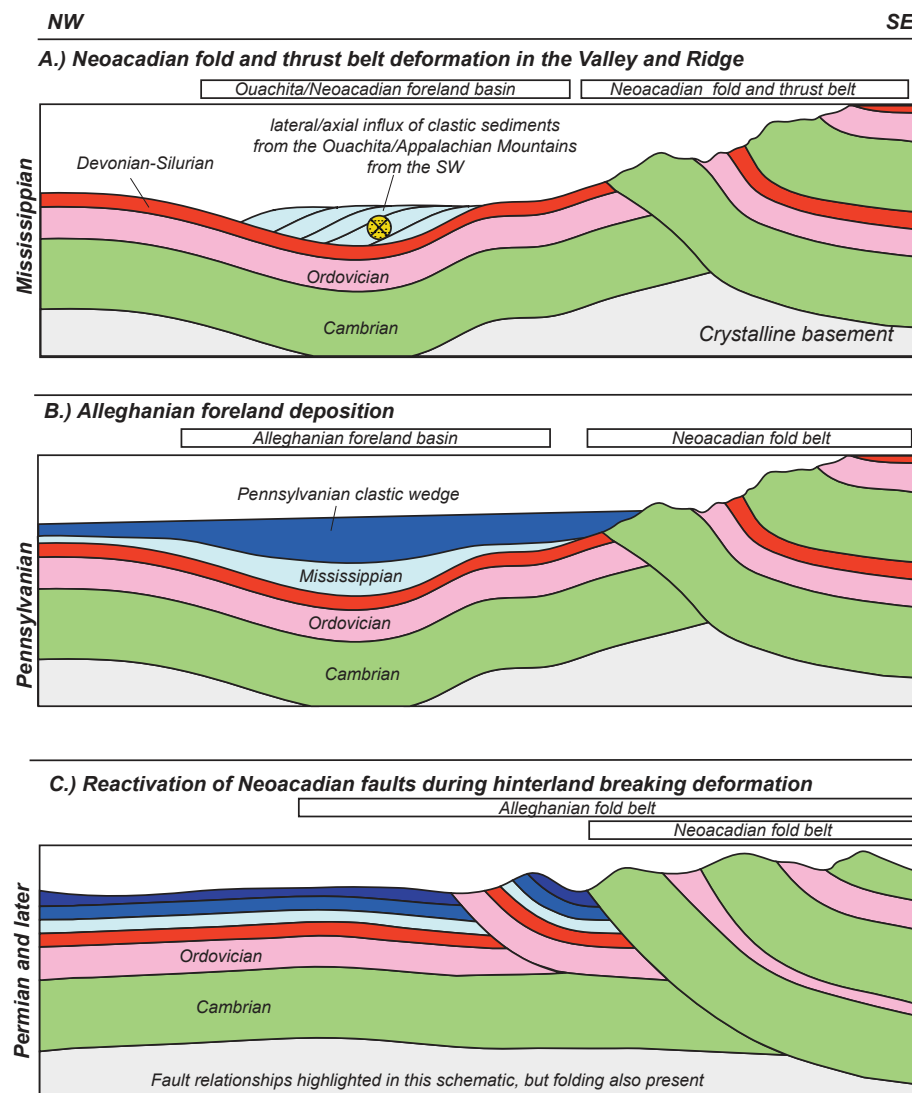 NW
SE
A.) Neoacadian fold and thrust belt deformation in the Valley and Ridge
Ouachita/Neoacadian foreland basin
Neoacadian fold and thrust belt
lateral/axial influx of clastic sediments
from the Ouachita/Appalachian Mountains
from the SW
Devonian-Silurian
Ordovician
Cambrian
Crystalline basement
Mississippian
B.) Alleghanian foreland deposition
Alleghanian foreland basin
Neoacadian fold belt
Pennsylvanian clastic wedge
Mississippian
Ordovician
Cambrian
Pennsylvanian
C.) Reactivation of Neoacadian faults during hinterland breaking deformation
Alleghanian fold belt
Neoacadian fold belt
Ordovician
Cambrian
Permian and later
Fault relationships highlighted in this schematic, but folding also present